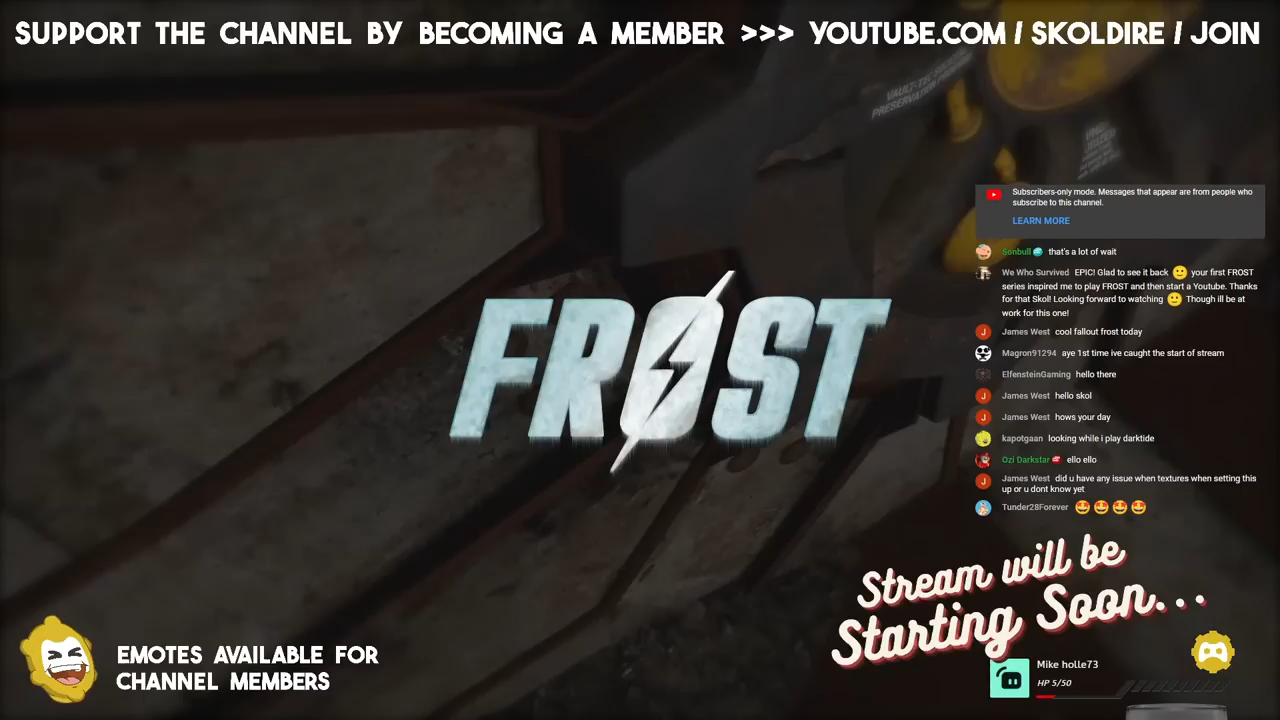 SUPPORT THE CHANNEL BY BECOMING A MEMBER >>> YOUTUBE.COM / SKOLDIRE / JOIN
VAULT-TEC
PRESERVATION
Subscribers-only mode. Messages that appear are from people who
subscribe to this channel.
LEARN MORE
Sonbull that's a lot of wait
We Who Survived EPIC! Glad to see it back 🙂 your first FROST
series inspired me to play FROST and then start a Youtube. Thanks
for that Skol! Looking forward to watching 🙂 Though ill be at
work for this one!
J James West cool fallout frost today
Magron91294 aye 1st time ive caught the start of stream
ElfensteinGaming hello there
J James West hello skol
J James West hows your day
kapotgaan looking while i play darktide
Ozi Darkstar ello ello
J James West did u have any issue when textures when setting this
up or u dont know yet
Tunder28Forever 🤩🤩🤩🤩
FROST
Stream will be
Starting Soon...
Mike holle73
HP 5/50
EMOTES AVAILABLE FOR
CHANNEL MEMBERS